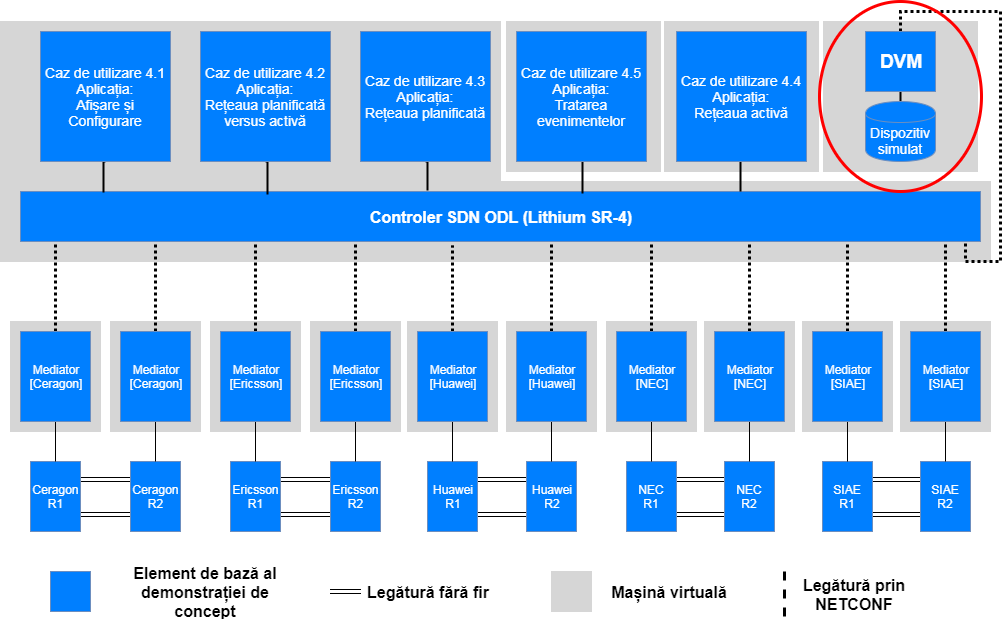 Caz de utilizare 4.1
Aplicația:
Afișare și
Configurare
Caz de utilizare 4.2
Aplicația:
Rețeaua planificată
versus activă
Caz de utilizare 4.3
Aplicația:
Rețeaua planificată
Caz de utilizare 4.5
Aplicația:
Tratarea
evenimentelor
Caz de utilizare 4.4
Aplicația:
Rețeaua activă
DVM
Dispozitiv
simulat
Controler SDN ODL (Lithium SR-4)
Mediator
[Ceragon]
Mediator
[Ceragon]
Mediator
[Ericsson]
Mediator
[Ericsson]
Mediator
[Huawei]
Mediator
[Huawei]
Mediator
[NEC]
Mediator
[NEC]
Mediator
[SIAE]
Mediator
[SIAE]
Ceragon
R1
Ceragon
R2
Ericsson
R1
Ericsson
R2
Huawei
R1
Huawei
R2
NEC
R1
NEC
R2
SIAE
R1
SIAE
R2
Element de bază al
demonstrației de
concept
Legătură fără fir
Mașină virtuală
Legătură prin
NETCONF